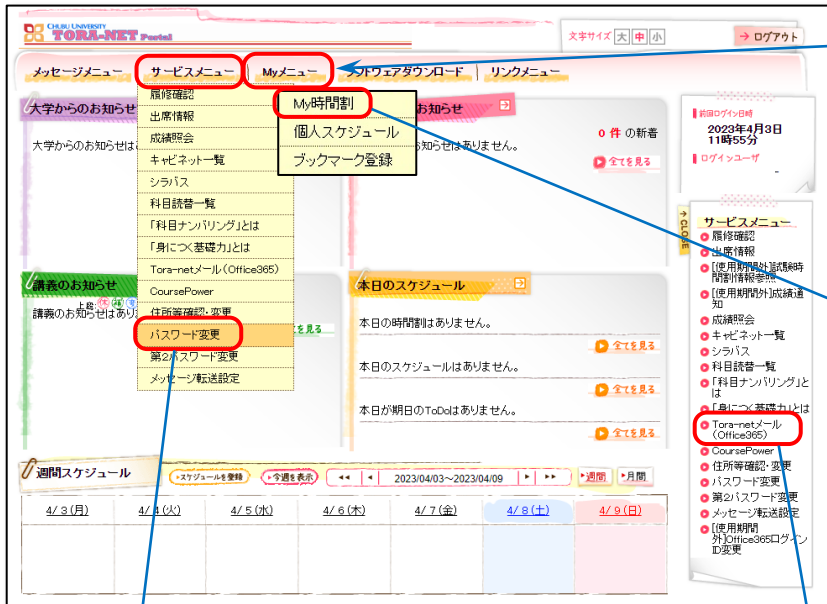 CHUBU UNIVERSITY
TORA-NET Portal
文字サイズ 大 中 小
→ ログアウト
メッセージメニュー
サービスメニュー
Myメニュー
ソフトウェアダウンロード
リンクメニュー
大学からのお知らせ
大学からのお知らせは
履修確認
出席情報
成績照会
キャビネット一覧
シラバス
科目読替一覧
「科目ナンバリング」とは
「身につく基礎力」とは
Tora-netメール(Office365)
CoursePower
住所等確認・変更
パスワード変更
第2パスワード変更
メッセージ転送設定
My時間割
個人スケジュール
ブックマーク登録
お知らせ
0 件 の新着
お知らせはありません。
全てを見る
前回ログイン日時
2023年4月3日
11時55分
ログインユーザ
-
→ CLOSE
サービスメニュー
履修確認
出席情報
[使用期間外]試験時
間割情報参照
[使用期間外]成績通
知
成績照会
キャビネット一覧
シラバス
科目読替一覧
「科目ナンバリング」と
は
「身につく基礎力」とは
Tora-netメール
(Office365)
CoursePower
住所等確認・変更
パスワード変更
第2パスワード変更
メッセージ転送設定
[使用期間
外]Office365ログイン
ID変更
講義のお知らせ
上段:
講義のお知らせはあり
を見る
本日のスケジュール
本日の時間割はありません。
全てを見る
本日のスケジュールはありません。
全てを見る
本日が期日のToDoはありません。
全てを見る
週間スケジュール
スケジュールを登録
今週を表示
2023/04/03～2023/04/09
週間
月間
4/ 3 (月)
4/ 4 (火)
4/ 5 (水)
4/ 6 (木)
4/ 7 (金)
4/ 8 (土)
4/ 9 (日)